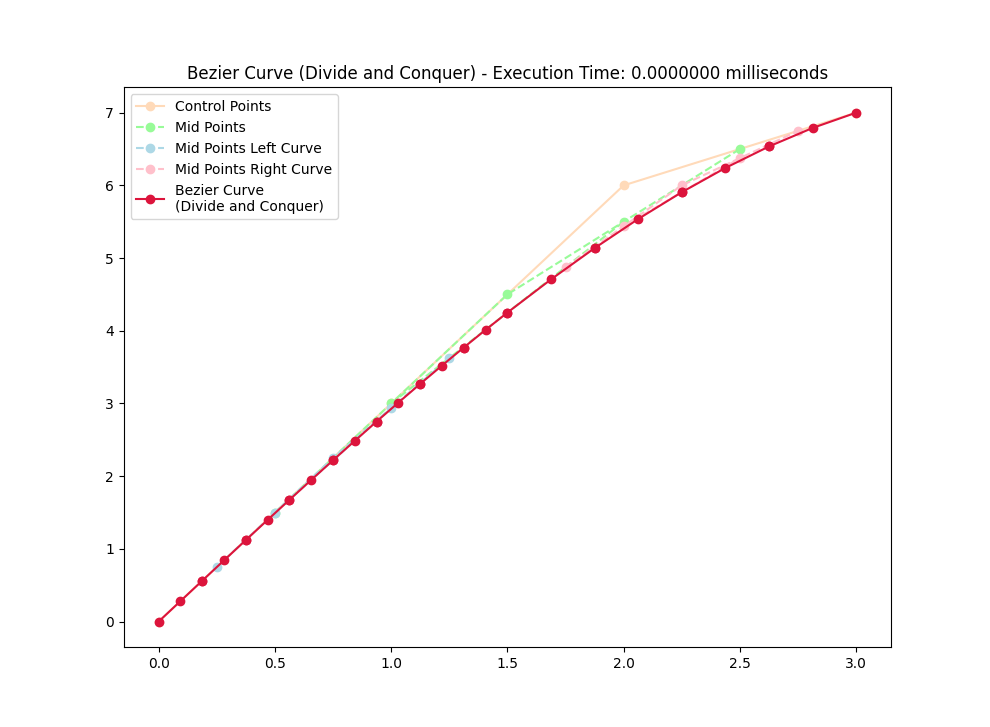 Bezier Curve (Divide and Conquer) - Execution Time: 0.0000000 milliseconds
Control Points
Mid Points
Mid Points Left Curve
Mid Points Right Curve
Bezier Curve
(Divide and Conquer)
7
6
5
4
3
2
1
0
0.0 0.5 1.0 1.5 2.0 2.5 3.0